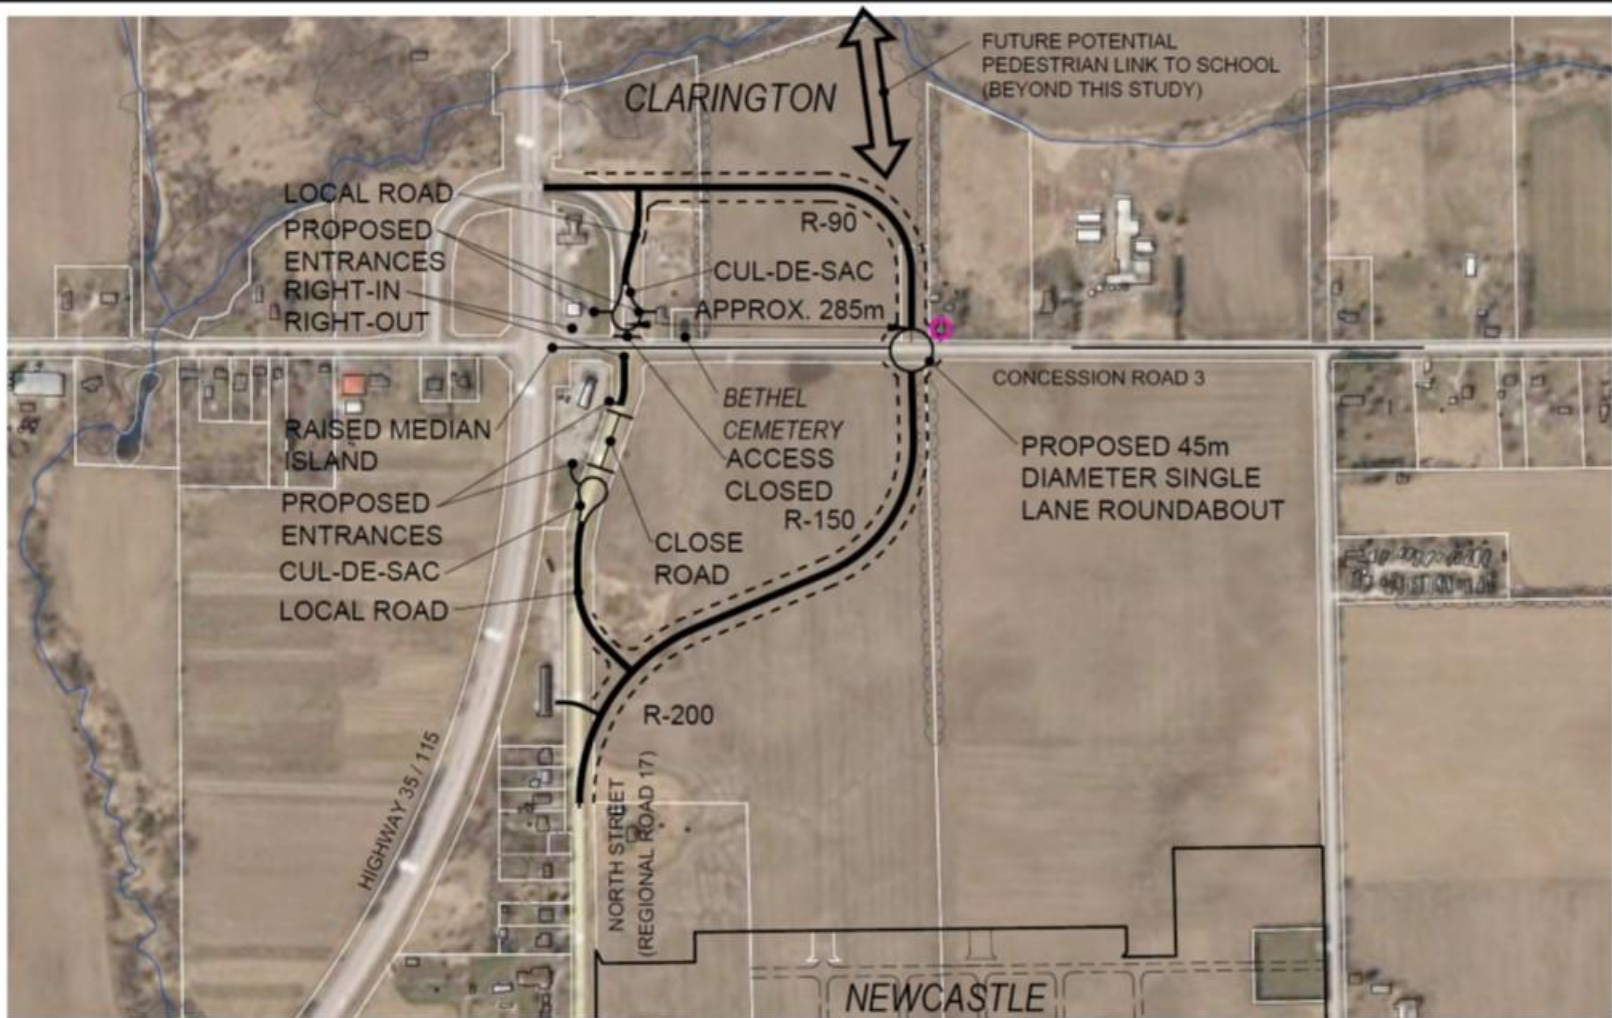 FUTURE POTENTIAL
PEDESTRIAN LINK TO SCHOOL
(BEYOND THIS STUDY)
CLARINGTON
LOCAL ROAD
PROPOSED
ENTRANCES
RIGHT-IN
RIGHT-OUT
R-90
CUL-DE-SAC
APPROX. 285m
CONCESSION ROAD 3
RAISED MEDIAN
ISLAND
BETHEL
CEMETERY
ACCESS
CLOSED
PROPOSED 45m
DIAMETER SINGLE
LANE ROUNDABOUT
PROPOSED
ENTRANCES
CUL-DE-SAC
LOCAL ROAD
R-150
CLOSE
ROAD
R-200
HIGHWAY 35 / 115
NORTH STREET
(REGIONAL ROAD 17)
NEWCASTLE